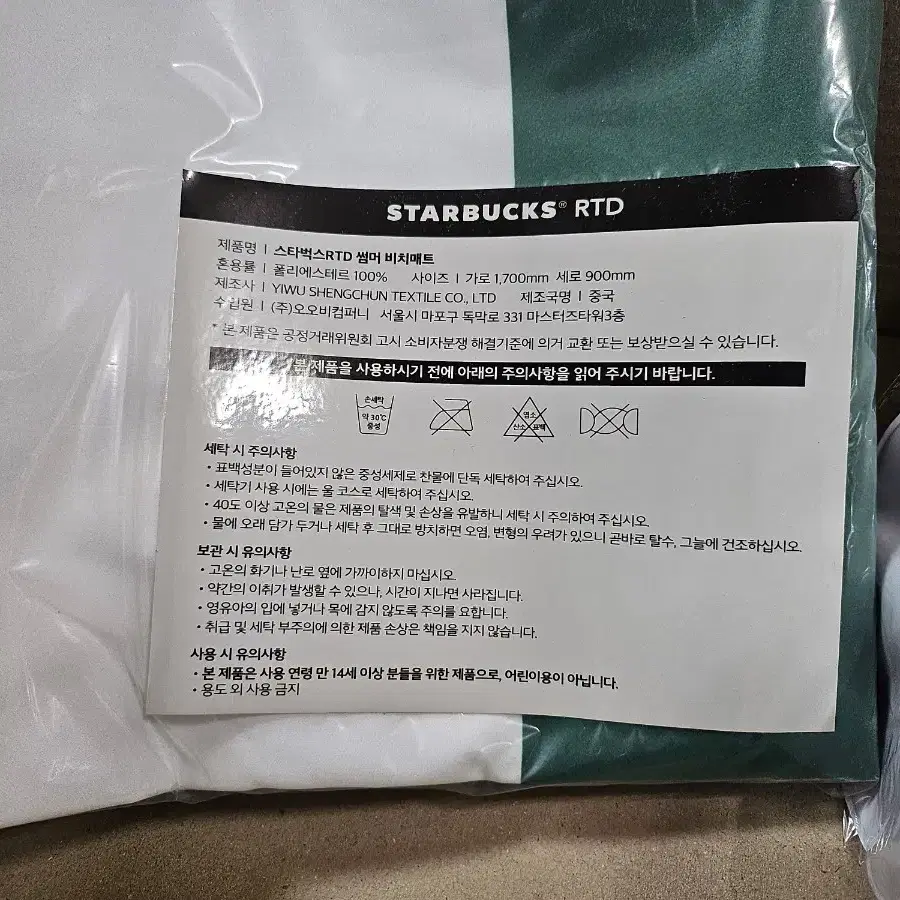 STARBUCKS® RTD
제품명 | 스타벅스RTD 썸머 비치매트
혼용률 | 폴리에스테르 100% 사이즈 | 가로 1,700mm 세로 900mm
제조사 | YIWU SHENGCHUN TEXTILE CO., LTD 제조국명 | 중국
수입원 | (주)오오비컴퍼니 서울시 마포구 독막로 331 마스터즈타워3층
* 본 제품은 공정거래위원회 고시 소비자분쟁 해결기준에 의거 교환 또는 보상받으실 수 있습니다.
본 제품을 사용하시기 전에 아래의 주의사항을 읽어 주시기 바랍니다.
손세탁
약 30℃
중성
염소
산소 표백
세탁 시 주의사항
• 표백성분이 들어있지 않은 중성세제로 찬물에 단독 세탁하여 주십시오.
• 세탁기 사용 시에는 울 코스로 세탁하여 주십시오.
• 40도 이상 고온의 물은 제품의 탈색 및 손상을 유발하니 세탁 시 주의하여 주십시오.
• 물에 오래 담가 두거나 세탁 후 그대로 방치하면 오염, 변형의 우려가 있으니 곧바로 탈수, 그늘에 건조하십시오.
보관 시 유의사항
• 고온의 화기나 난로 옆에 가까이하지 마십시오.
• 약간의 이취가 발생할 수 있으나, 시간이 지나면 사라집니다.
• 영유아의 입에 넣거나 목에 감지 않도록 주의를 요합니다.
• 취급 및 세탁 부주의에 의한 제품 손상은 책임을 지지 않습니다.
사용 시 유의사항
• 본 제품은 사용 연령 만 14세 이상 분들을 위한 제품으로, 어린이용이 아닙니다.
• 용도 외 사용 금지